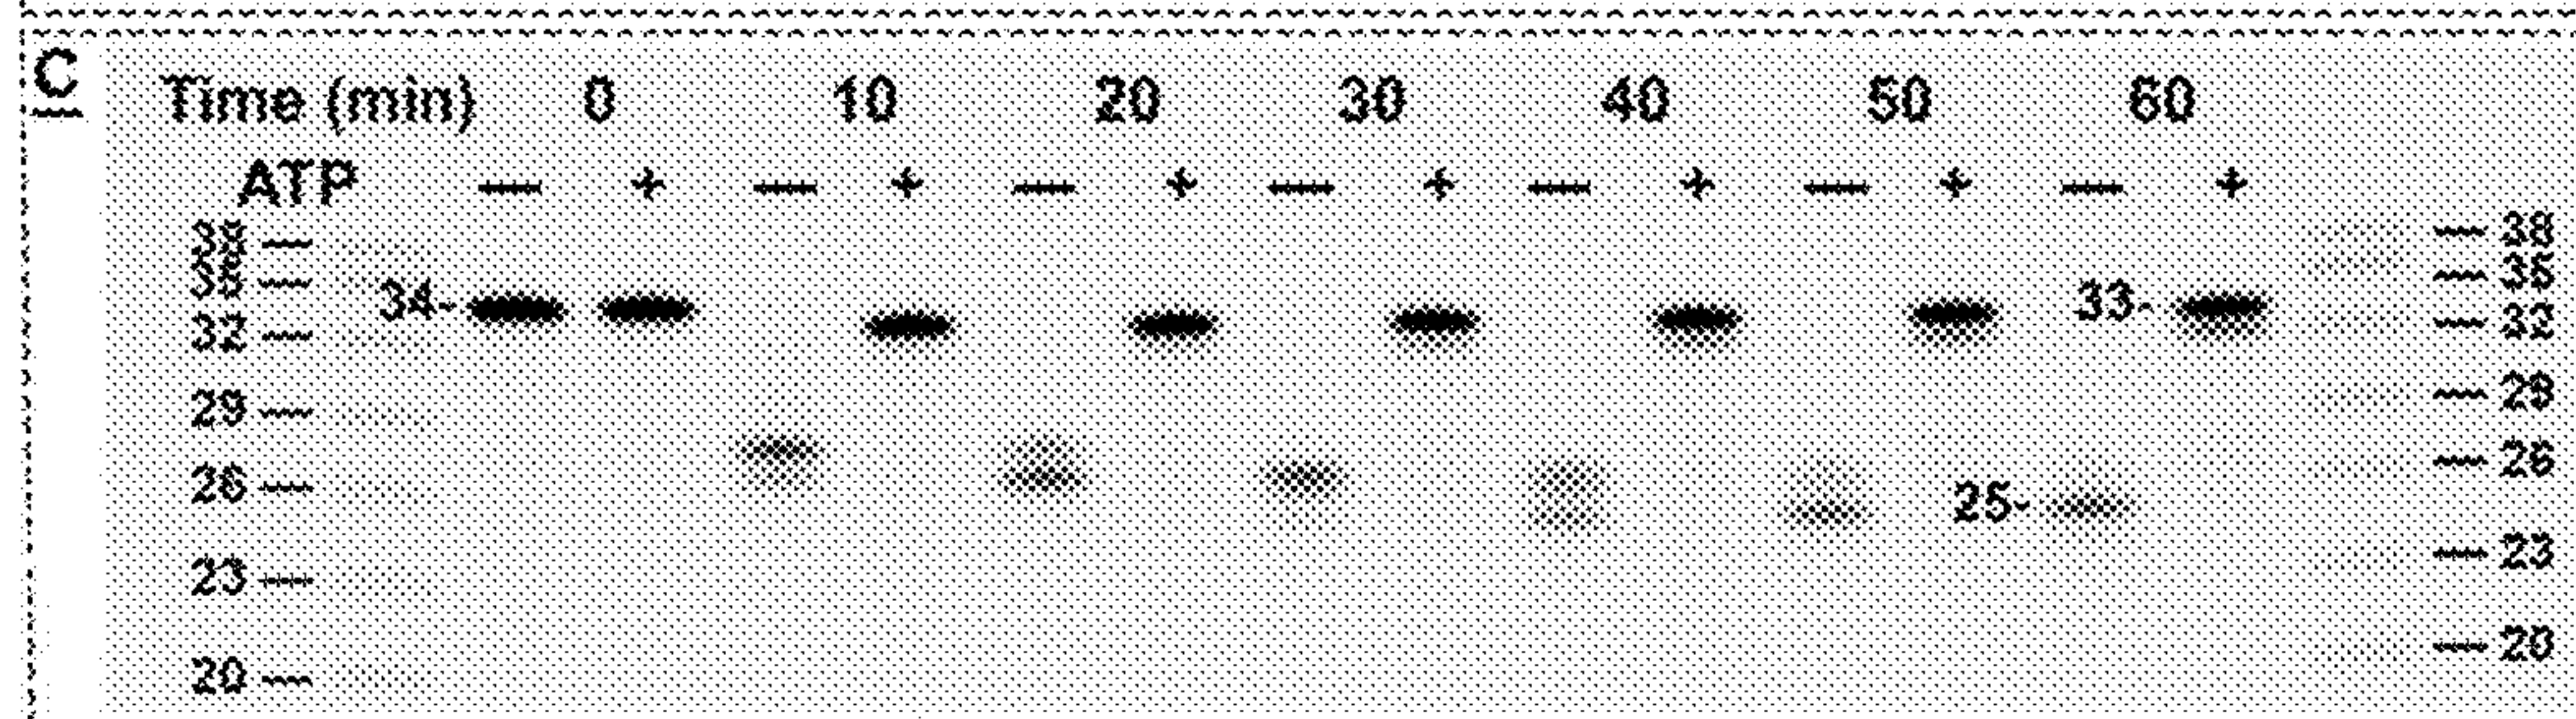 C
Time (min) 0 10 20 30 40 50 60
ATP — + — + — + — + — + — + — +
38 — — 38
35 — — 35
34- 33-
32 — — 32
29 — — 29
26 — — 26
25-
23 — — 23
20 — — 20